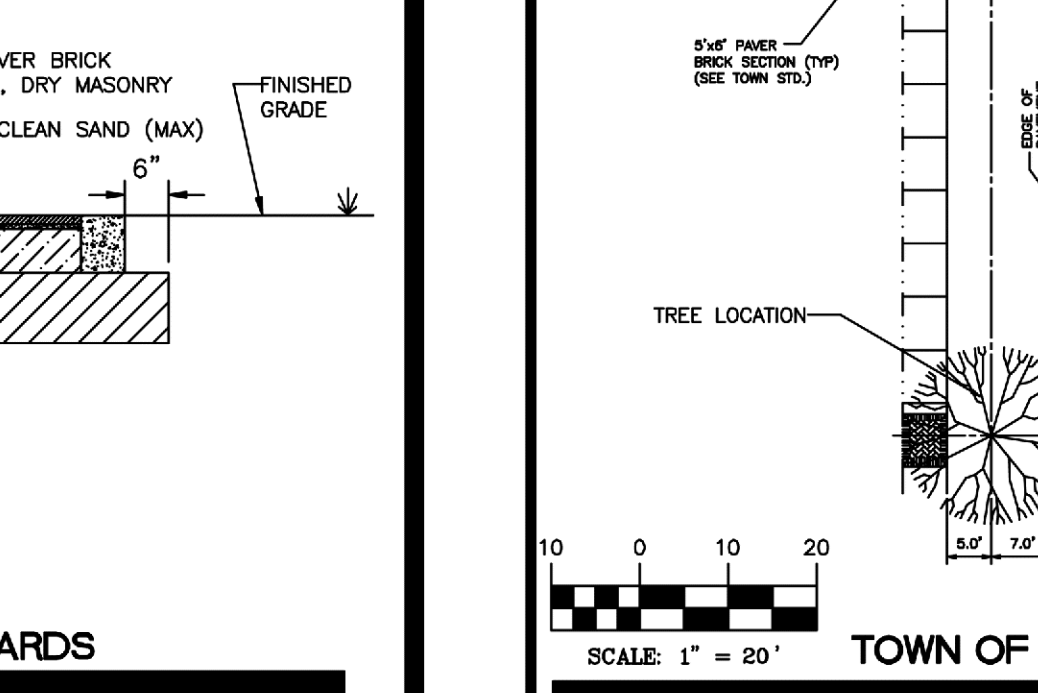 VER BRICK
, DRY MASONRY
CLEAN SAND (MAX)
6"
FINISHED
GRADE
ARDS
5'x6' PAVER
BRICK SECTION (TYP)
(SEE TOWN STD.)
EDGE OF
TREE LOCATION
5.0'
7.0'
10 0 10 20
SCALE: 1" = 20'
TOWN OF